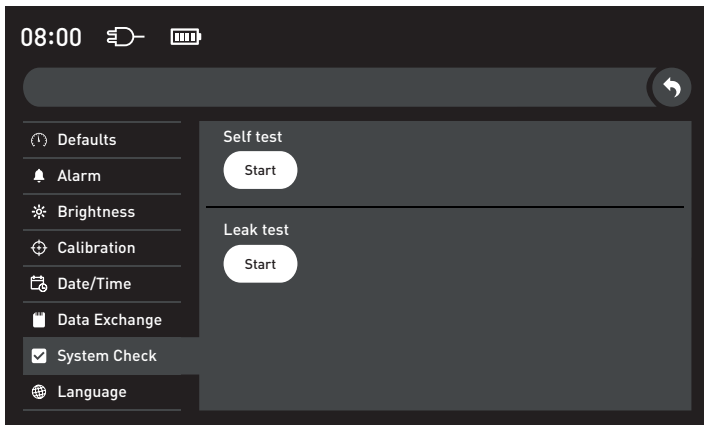 08:00
Defaults
Alarm
Brightness
Calibration
Date/Time
Data Exchange
System Check
Language
Self test
Start
Leak test
Start